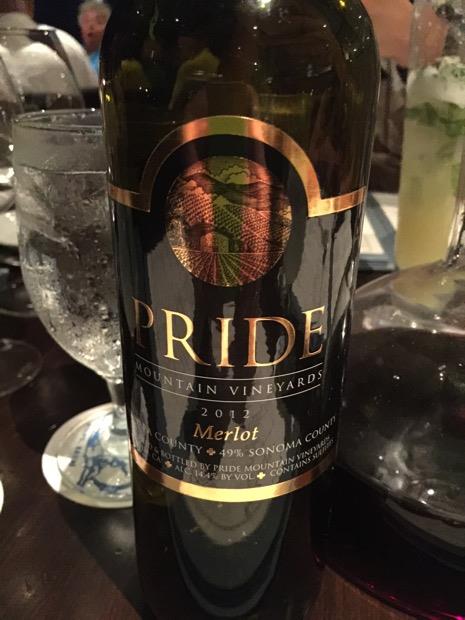 PRIDE
MOUNTAIN VINEYARDS
2012
Merlot
COUNTY 49% SONOMA COUNTY
BOTTLED BY PRIDE MOUNTAIN VINEYARDS
ALC 14.4% BY VOL. CONTAINS SULFITES